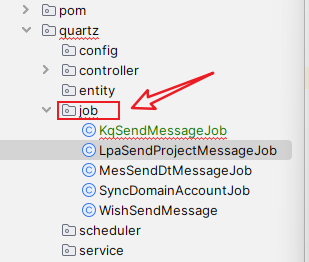 pom
quartz
config
controller
entity
job
KqSendMessageJob
LpaSendProjectMessageJob
MesSendDtMessageJob
SyncDomainAccountJob
WishSendMessage
scheduler
service